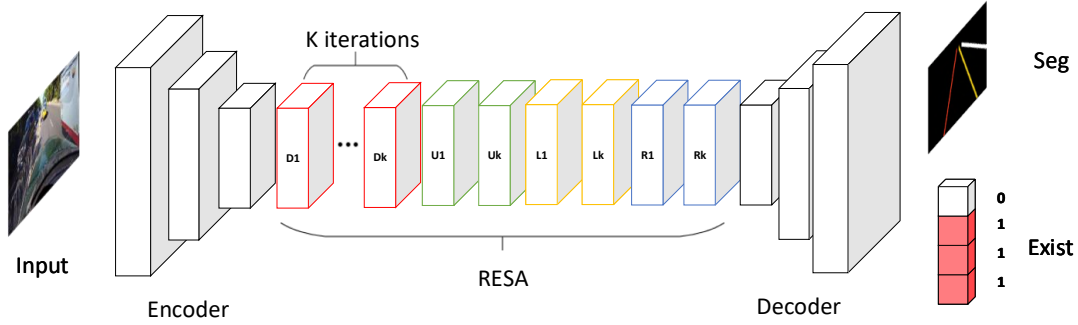 K iterations
Seg
D1
...
Dk
U1
Uk
L1
Lk
R1
Rk
0
1
1
1
Exist
Input
RESA
Encoder
Decoder